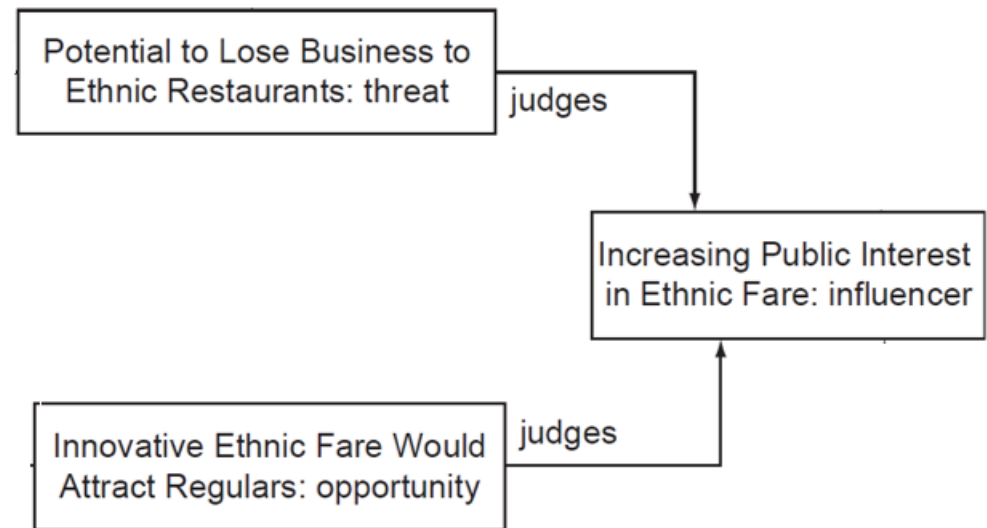 Potential to Lose Business to
Ethnic Restaurants: threat
judges
Increasing Public Interest
in Ethnic Fare: influencer
judges
Innovative Ethnic Fare Would
Attract Regulars: opportunity